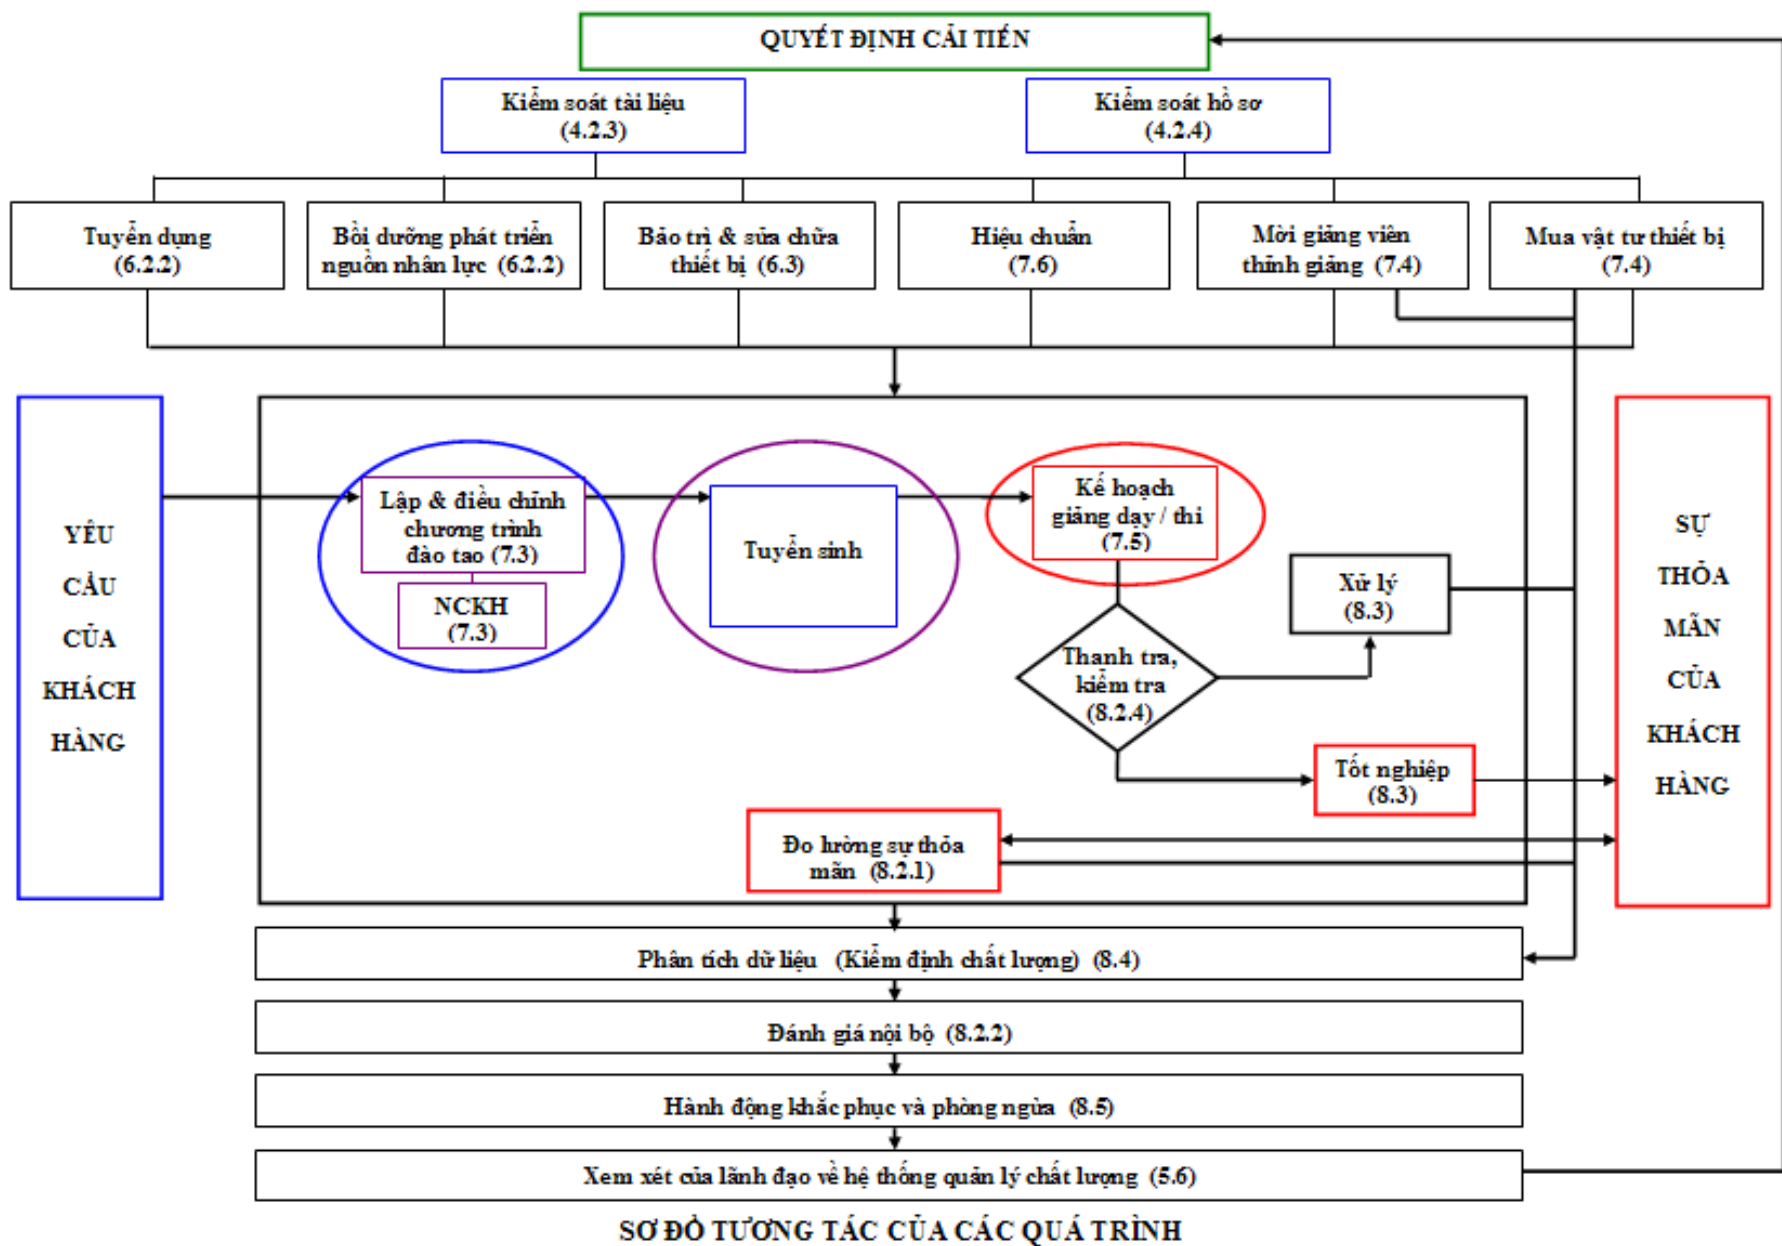 QUYẾT ĐỊNH CẢI TIẾN
Kiểm soát tài liệu
(4.2.3)
Kiểm soát hồ sơ
(4.2.4)
Tuyển dụng
(6.2.2)
Bồi dưỡng phát triển
nguồn nhân lực (6.2.2)
Bảo trì & sửa chữa
thiết bị (6.3)
Hiệu chuẩn
(7.6)
Mời giảng viên
thỉnh giảng (7.4)
Mua vật tư thiết bị
(7.4)
YÊU
CẦU
CỦA
KHÁCH
HÀNG
Lập & điều chỉnh
chương trình
đào tao (7.3)
NCKH
(7.3)
Tuyển sinh
Kế hoạch
giảng dạy / thi
(7.5)
Thanh tra,
kiểm tra
(8.2.4)
Xử lý
(8.3)
Tốt nghiệp
(8.3)
Đo lường sự thỏa
mãn (8.2.1)
SỰ
THỎA
MÃN
CỦA
KHÁCH
HÀNG
Phân tích dữ liệu (Kiểm định chất lượng) (8.4)
Đánh giá nội bộ (8.2.2)
Hành động khắc phục và phòng ngừa (8.5)
Xem xét của lãnh đạo về hệ thống quản lý chất lượng (5.6)
SƠ ĐỒ TƯƠNG TÁC CỦA CÁC QUÁ TRÌNH